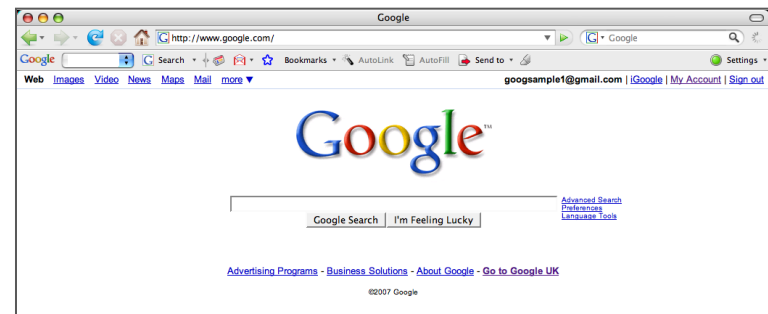 Google
http://www.google.com/ G Google
Google G Search Bookmarks AutoLink AutoFill Send to Settings
Web Images Video News Maps Mail more ▼ googsample1@gmail.com | iGoogle | My Account | Sign out
Google™
Advanced Search
Preferences
Language Tools
Google Search I'm Feeling Lucky
Advertising Programs - Business Solutions - About Google - Go to Google UK
©2007 Google